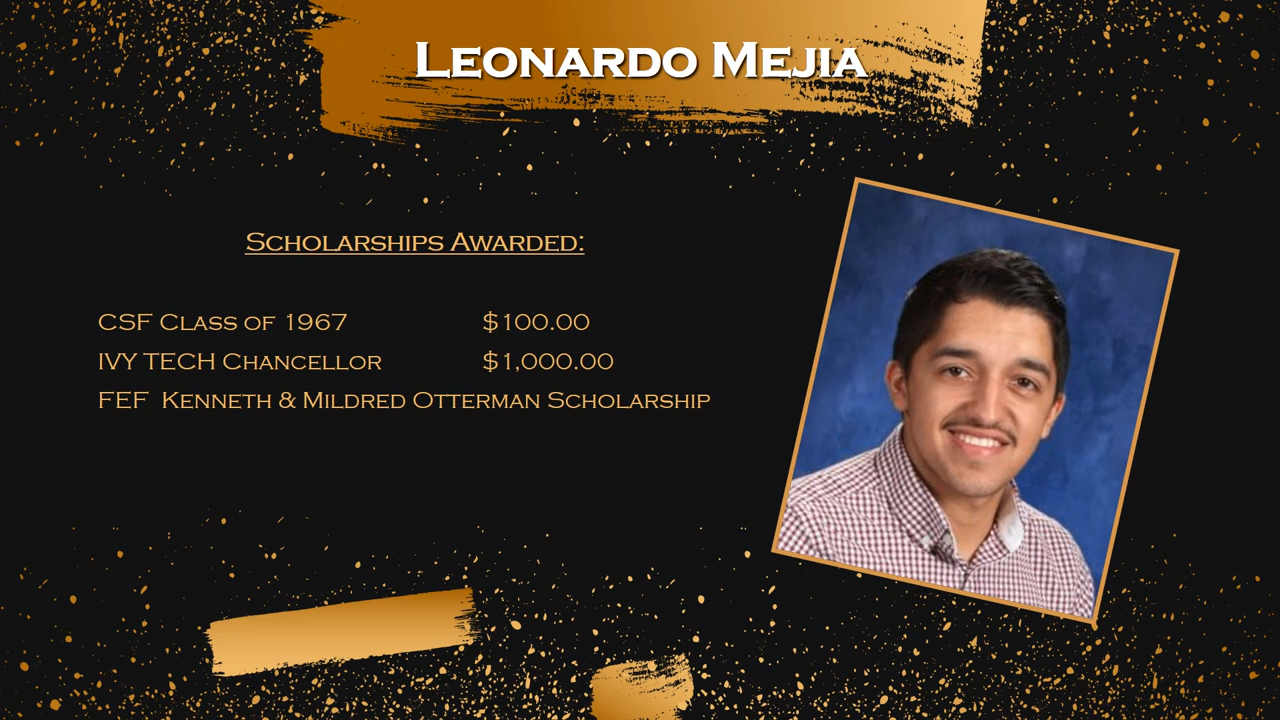 Leonardo Mejia
Scholarships Awarded:
CSF Class of 1967 $100.00
IVY TECH Chancellor $1,000.00
FEF Kenneth & Mildred Otterman Scholarship